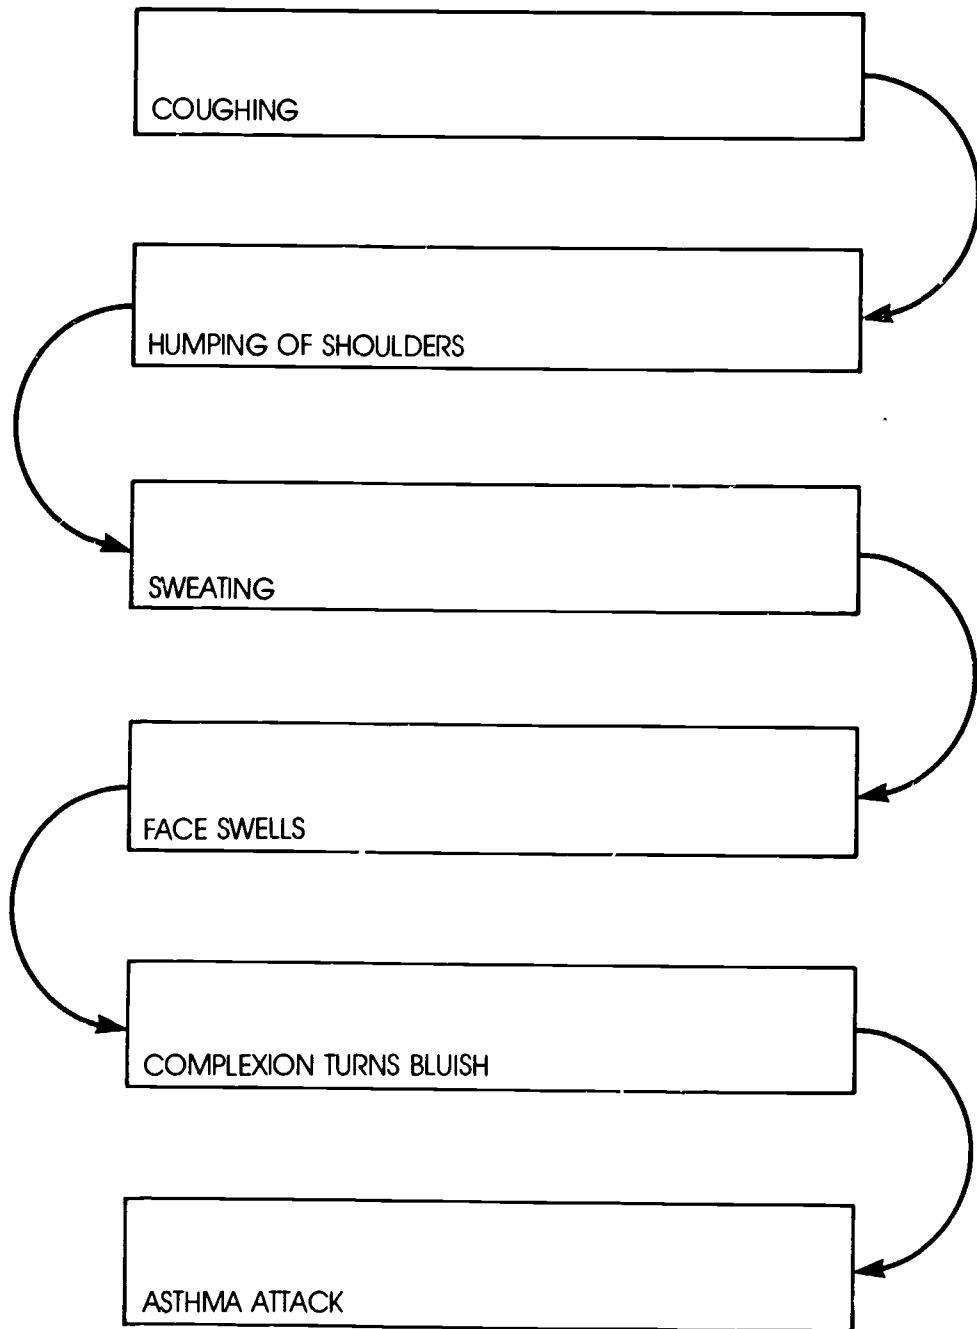 COUGHING
HUMPING OF SHOULDERS
SWEATING
FACE SWELLS
COMPLEXION TURNS BLUISH
ASTHMA ATTACK